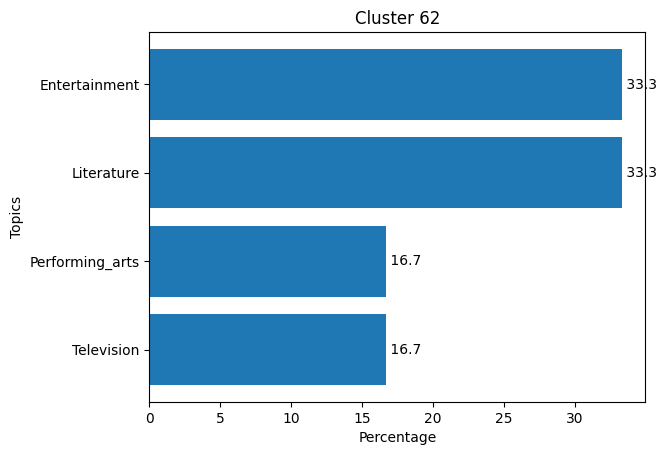 Cluster 62
Topics
Entertainment 33.3
Literature 33.3
Performing_arts 16.7
Television 16.7
0 5 10 15 20 25 30
Percentage